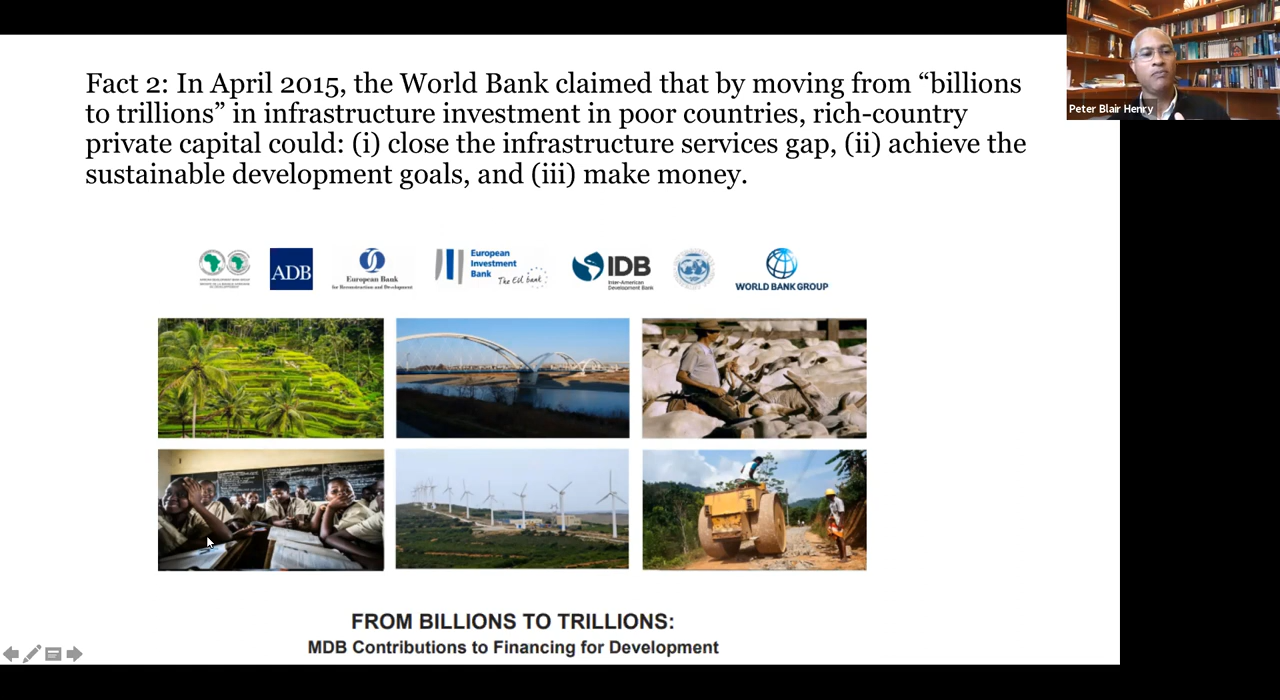 Fact 2: In April 2015, the World Bank claimed that by moving from “billions
to trillions” in infrastructure investment in poor countries, rich-country
private capital could: (i) close the infrastructure services gap, (ii) achieve the
sustainable development goals, and (iii) make money.
Peter Blair Henry
ADB
European Bank
for Reconstruction and Development
European
Investment
Bank
The EU bank
IDB
Inter-American
Development Bank
WORLD BANK GROUP
FROM BILLIONS TO TRILLIONS:
MDB Contributions to Financing for Development